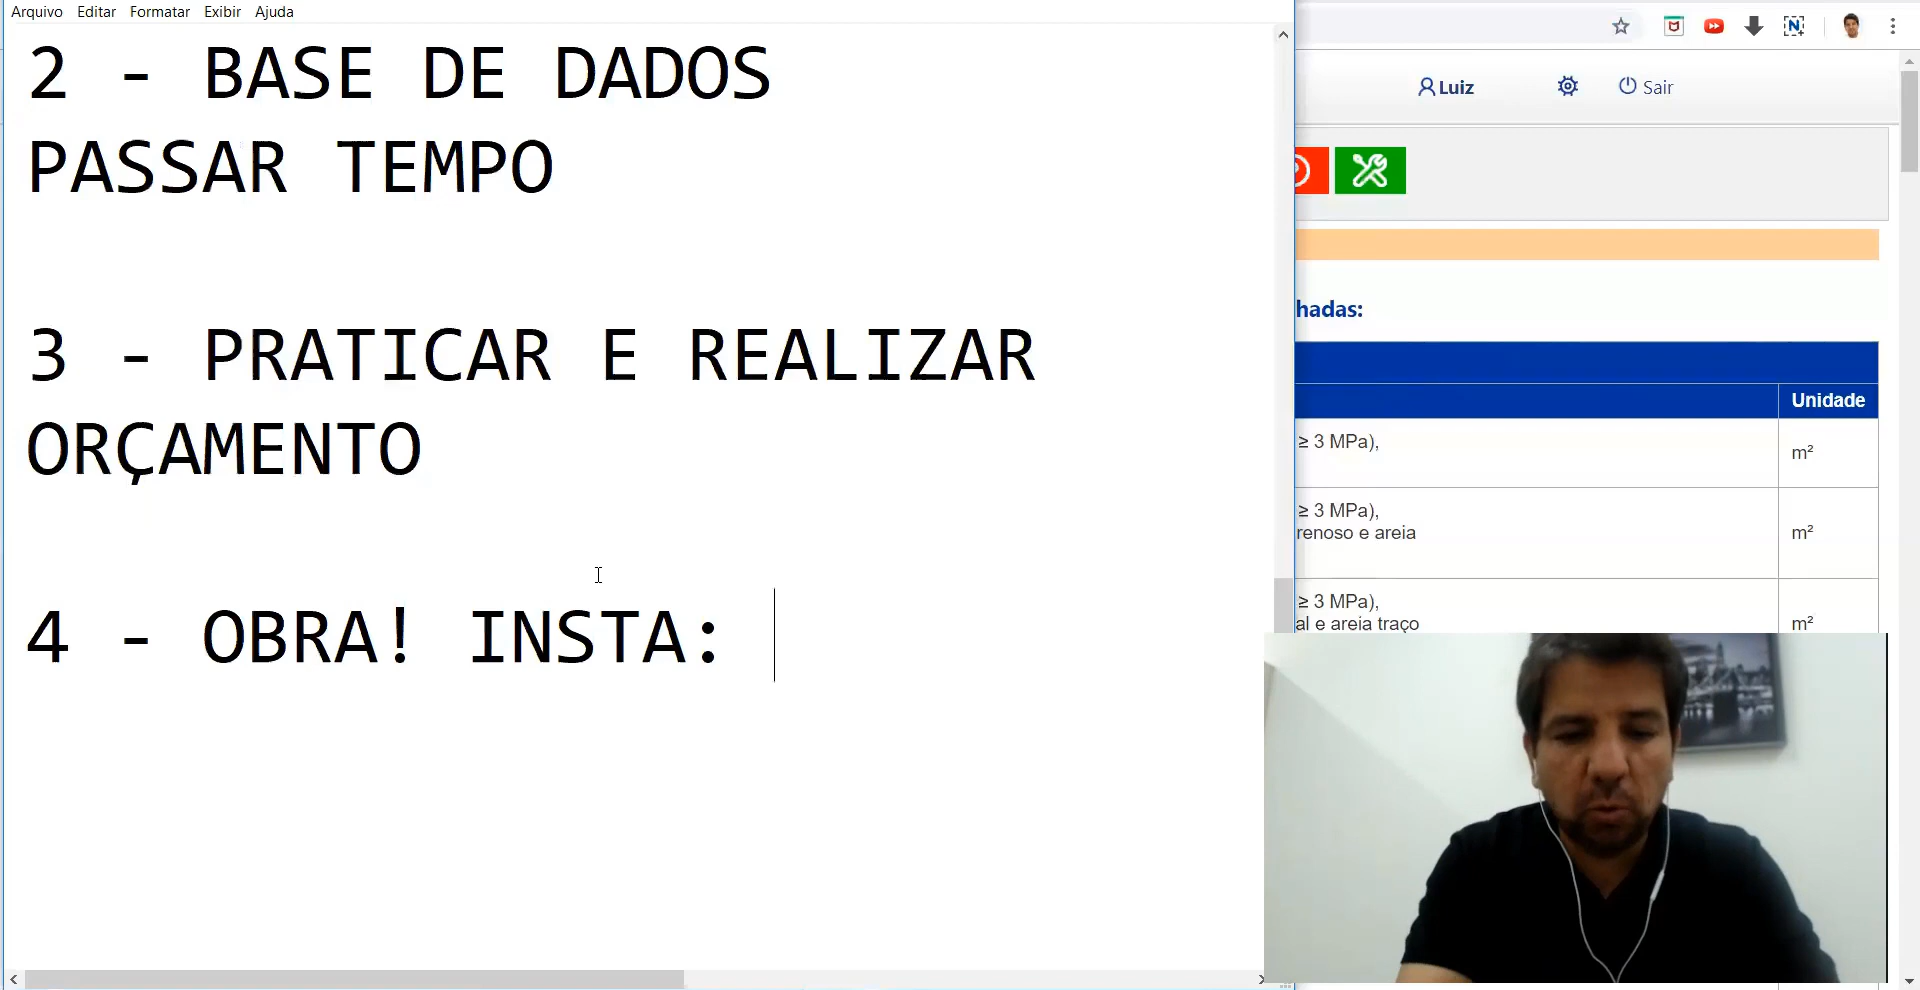 Arquivo Editar Formatar Exibir Ajuda
2 - BASE DE DADOS
PASSAR TEMPO
3 - PRATICAR E REALIZAR
ORÇAMENTO
4 - OBRA! INSTA:
Luiz
Sair
hadas:
Unidade
≥ 3 MPa),
m²
≥ 3 MPa),
renoso e areia
m²
≥ 3 MPa),
al e areia traço
m²